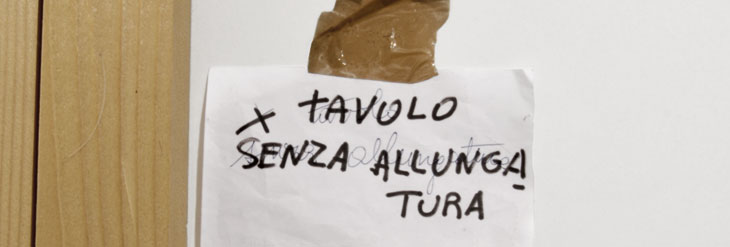 X TAVOLO
SENZA ALLUNGA
TURA